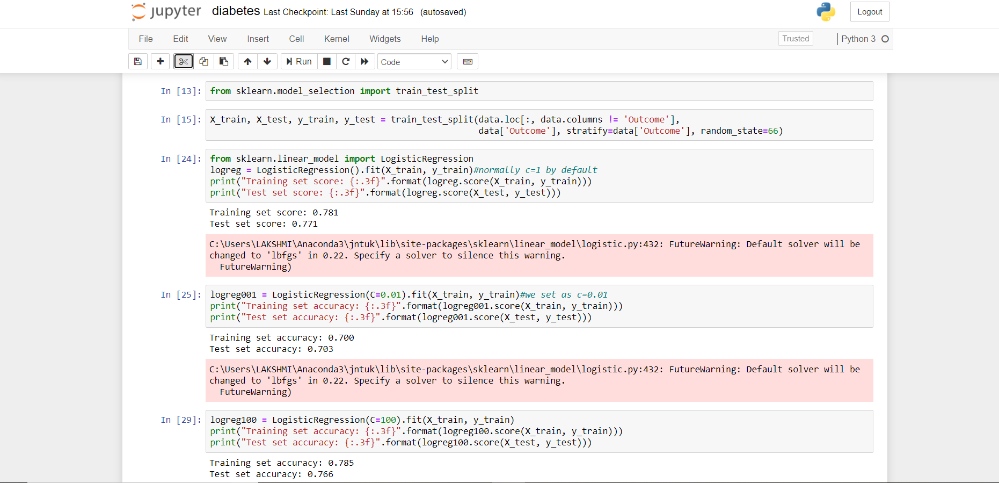 jupyter diabetes Last Checkpoint: Last Sunday at 15:56 (autosaved)
Logout
File Edit View Insert Cell Kernel Widgets Help
Trusted
Python 3
Run
Code
In [13]: from sklearn.model_selection import train_test_split
In [15]: X_train, X_test, y_train, y_test = train_test_split(data.loc[:, data.columns != 'Outcome'],
data['Outcome'], stratify=data['Outcome'], random_state=66)
In [24]: from sklearn.linear_model import LogisticRegression
logreg = LogisticRegression().fit(X_train, y_train)#normally c=1 by default
print("Training set score: {:.3f}".format(logreg.score(X_train, y_train)))
print("Test set score: {:.3f}".format(logreg.score(X_test, y_test)))
Training set score: 0.781
Test set score: 0.771
C:\Users\LAKSHMI\Anaconda3\jntuk\lib\site-packages\sklearn\linear_model\logistic.py:432: FutureWarning: Default solver will be
changed to 'lbfgs' in 0.22. Specify a solver to silence this warning.
FutureWarning)
In [25]: logreg001 = LogisticRegression(C=0.01).fit(X_train, y_train)#we set as c=0.01
print("Training set accuracy: {:.3f}".format(logreg001.score(X_train, y_train)))
print("Test set accuracy: {:.3f}".format(logreg001.score(X_test, y_test)))
Training set accuracy: 0.700
Test set accuracy: 0.703
C:\Users\LAKSHMI\Anaconda3\jntuk\lib\site-packages\sklearn\linear_model\logistic.py:432: FutureWarning: Default solver will be
changed to 'lbfgs' in 0.22. Specify a solver to silence this warning.
FutureWarning)
In [29]: logreg100 = LogisticRegression(C=100).fit(X_train, y_train)
print("Training set accuracy: {:.3f}".format(logreg100.score(X_train, y_train)))
print("Test set accuracy: {:.3f}".format(logreg100.score(X_test, y_test)))
Training set accuracy: 0.785
Test set accuracy: 0.766